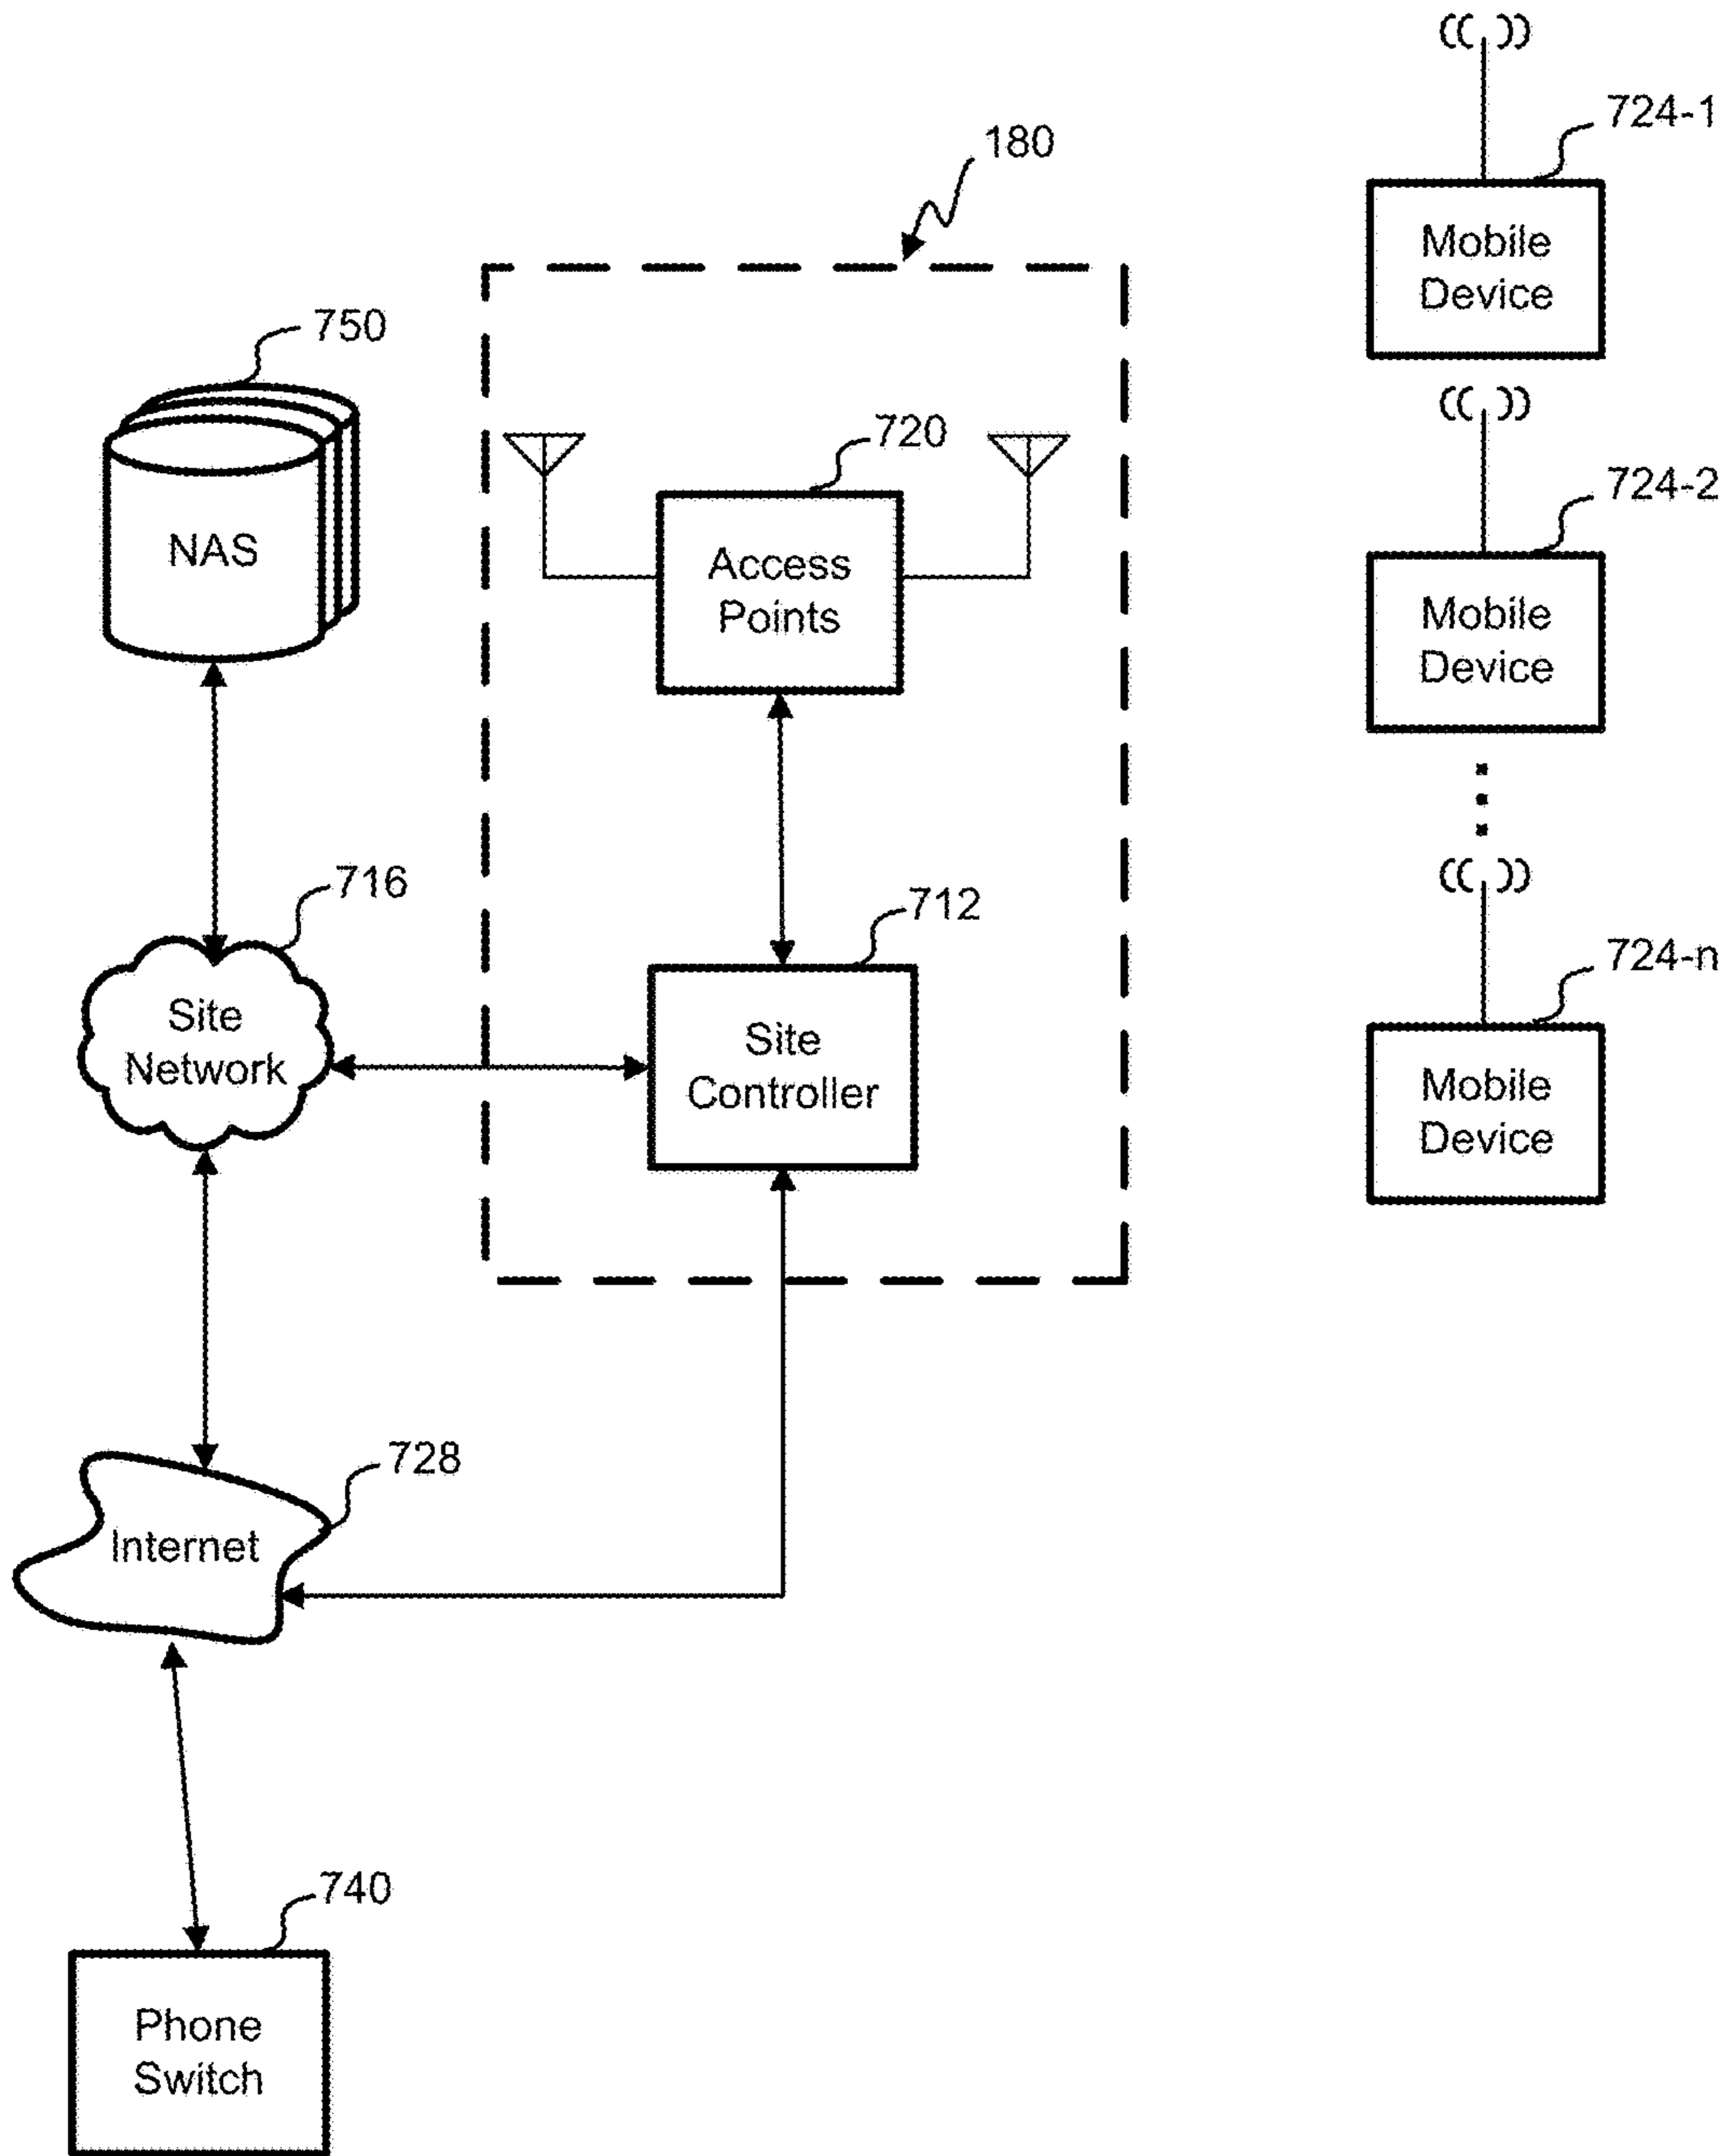 724-1
180
Mobile
Device
750
720
NAS
Access
Points
724-2
Mobile
Device
716
712
724-n
Site
Network
Site
Controller
Mobile
Device
728
Internet
740
Phone
Switch